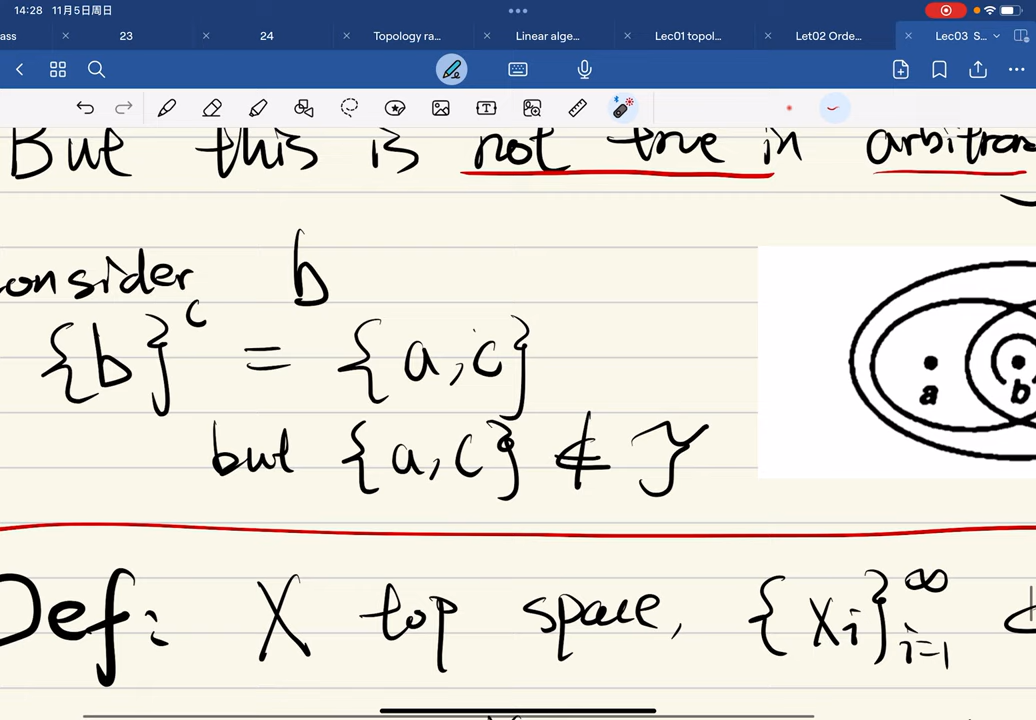 14:28 11月5日周日
ass 23 24 Topology ra... Linear alge... Lec01 topol... Let02 Orde... Lec03 S...
But this is not true in arbitrar
onsider b
{b}ᶜ = {a,c}
a b
but {a,c} ∉ 𝒯
Def: X top space, {xᵢ}ᵢ₌₁^∞